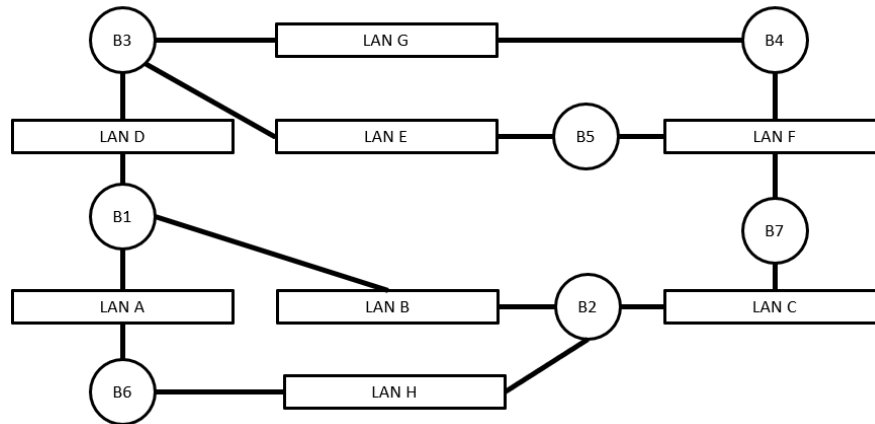 B3
LAN G
B4
LAN D
LAN E
B5
LAN F
B1
B7
LAN A
LAN B
B2
LAN C
B6
LAN H